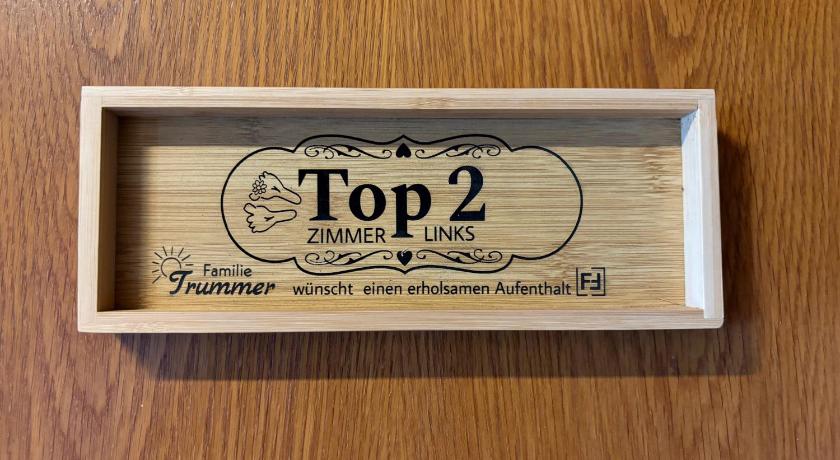 Top 2
ZIMMER LINKS
Familie
Trummer wünscht einen erholsamen Aufenthalt